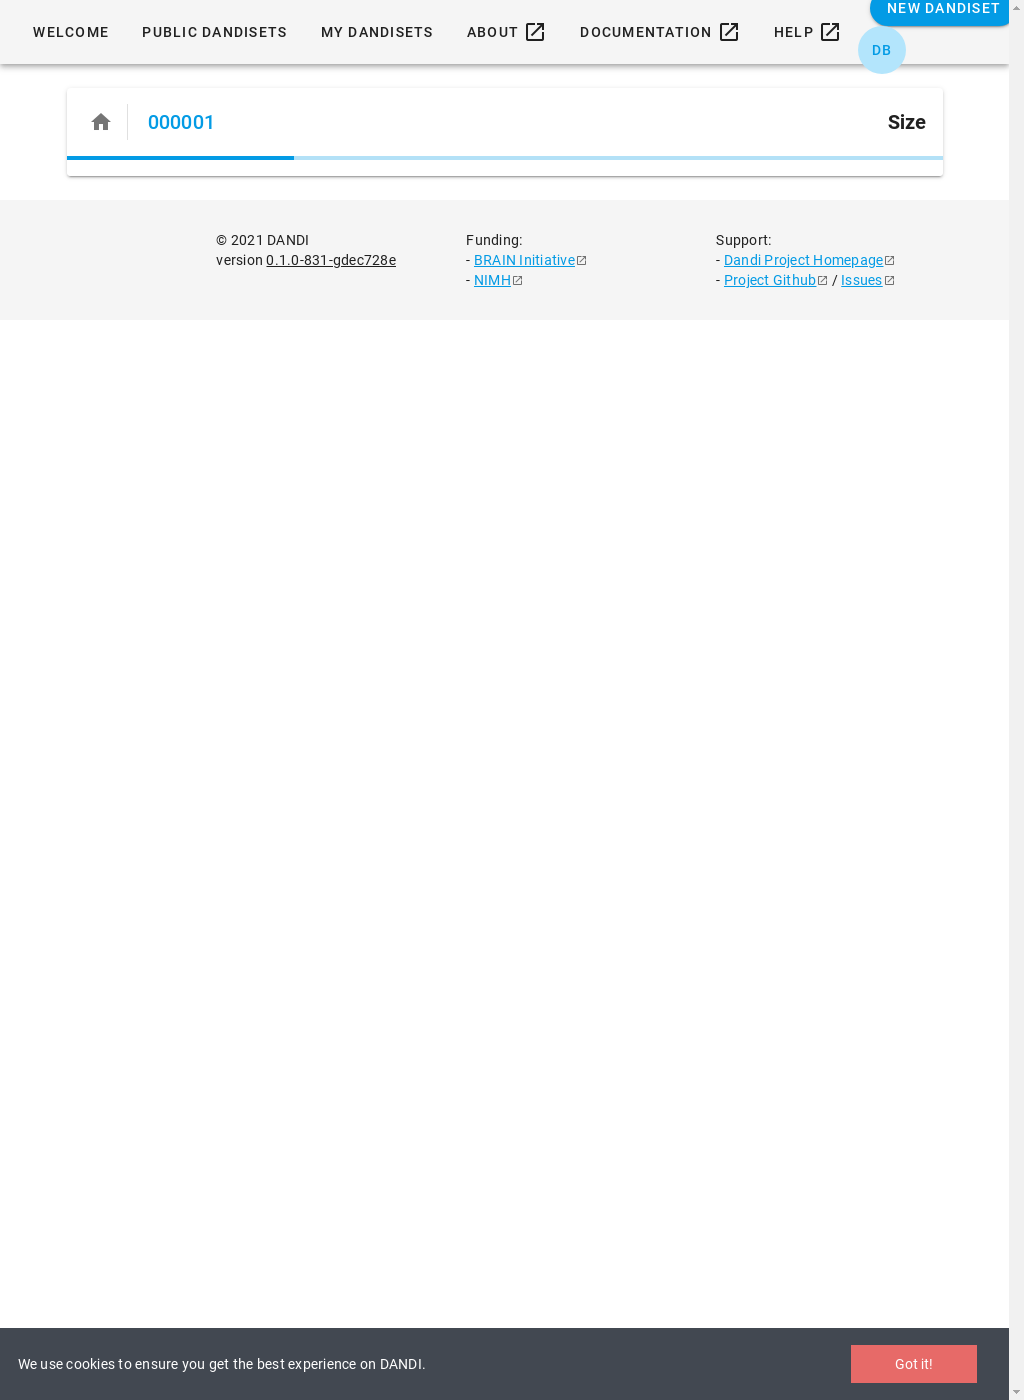 WELCOME PUBLIC DANDISETS MY DANDISETS ABOUT DOCUMENTATION HELP NEW DANDISET
DB
000001 Size
© 2021 DANDI
version 0.1.0-831-gdec728e
Funding:
- BRAIN Initiative
- NIMH
Support:
- Dandi Project Homepage
- Project Github / Issues
We use cookies to ensure you get the best experience on DANDI. Got it!